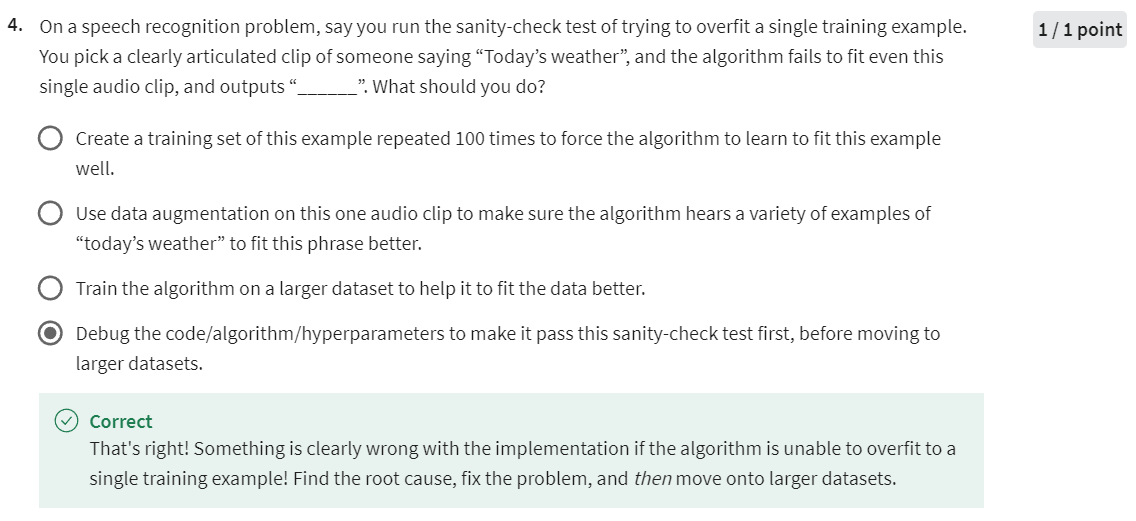 4. On a speech recognition problem, say you run the sanity-check test of trying to overfit a single training example. 1 / 1 point
You pick a clearly articulated clip of someone saying “Today’s weather”, and the algorithm fails to fit even this
single audio clip, and outputs “______”. What should you do?
Create a training set of this example repeated 100 times to force the algorithm to learn to fit this example
well.
Use data augmentation on this one audio clip to make sure the algorithm hears a variety of examples of
“today’s weather” to fit this phrase better.
Train the algorithm on a larger dataset to help it to fit the data better.
Debug the code/algorithm/hyperparameters to make it pass this sanity-check test first, before moving to
larger datasets.
Correct
That's right! Something is clearly wrong with the implementation if the algorithm is unable to overfit to a
single training example! Find the root cause, fix the problem, and then move onto larger datasets.